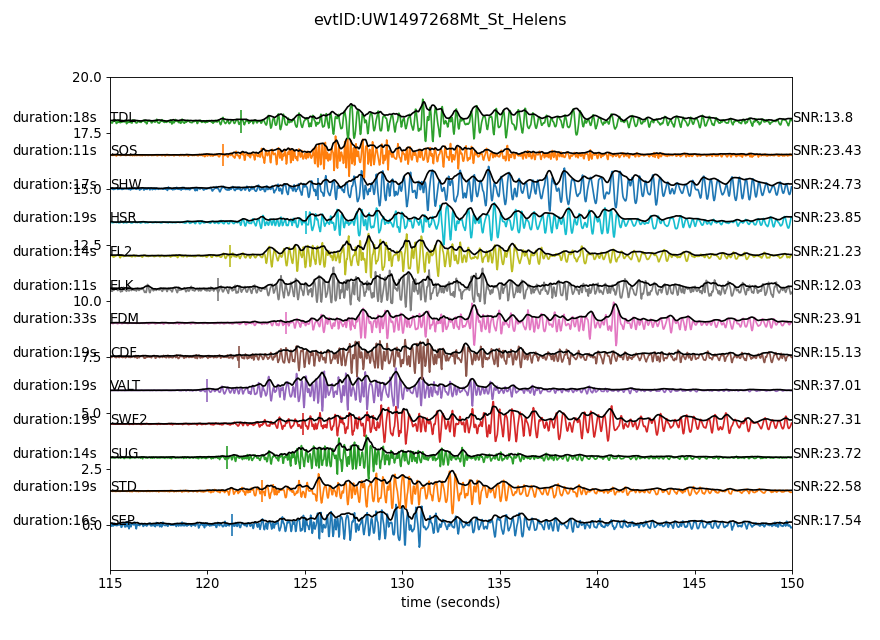 evtID:UW1497268Mt_St_Helens
20.0
duration:18s TDL SNR:13.8
17.5
duration:11s SOS SNR:23.43
duration:17s SHW SNR:24.73
15.0
duration:19s HSR SNR:23.85
12.5
duration:14s FL2 SNR:21.23
duration:11s ELK SNR:12.03
10.0
duration:33s EDM SNR:23.91
duration:19s CDF SNR:15.13
7.5
duration:19s VALT SNR:37.01
5.0
duration:19s SWF2 SNR:27.31
duration:14s SUG SNR:23.72
2.5
duration:19s STD SNR:22.58
duration:16s SEP SNR:17.54
0.0
115 120 125 130 135 140 145 150
time (seconds)